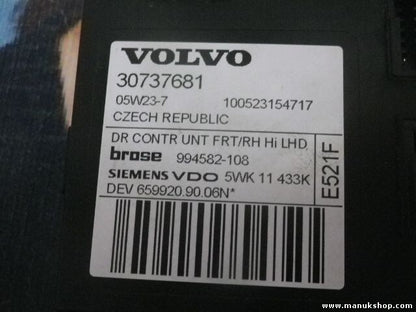 VOLVO
30737681
05W23-7 100523154717
CZECH REPUBLIC
DR CONTR UNT FRT/RH Hi LHD
brose 994582-108
SIEMENS VDO 5WK 11 433K
DEV 659920.90.06N*
E521F
www.manukshop.com